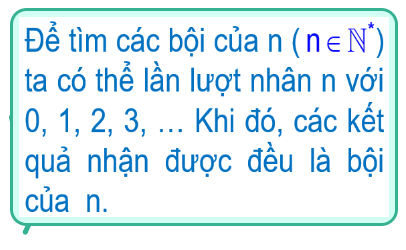 Để tìm các bội của n ( n ∈ ℕ*)
ta có thể lần lượt nhân n với
0, 1, 2, 3, … Khi đó, các kết
quả nhận được đều là bội
của n.